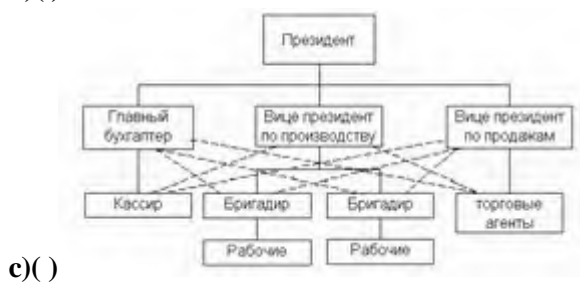 Президент
Главный
бухгалтер
Вице президент
по производству
Вице президент
по продажам
Кассир
Бригадир
Бригадир
торговые
агенты
Рабочие
Рабочие
c)( )